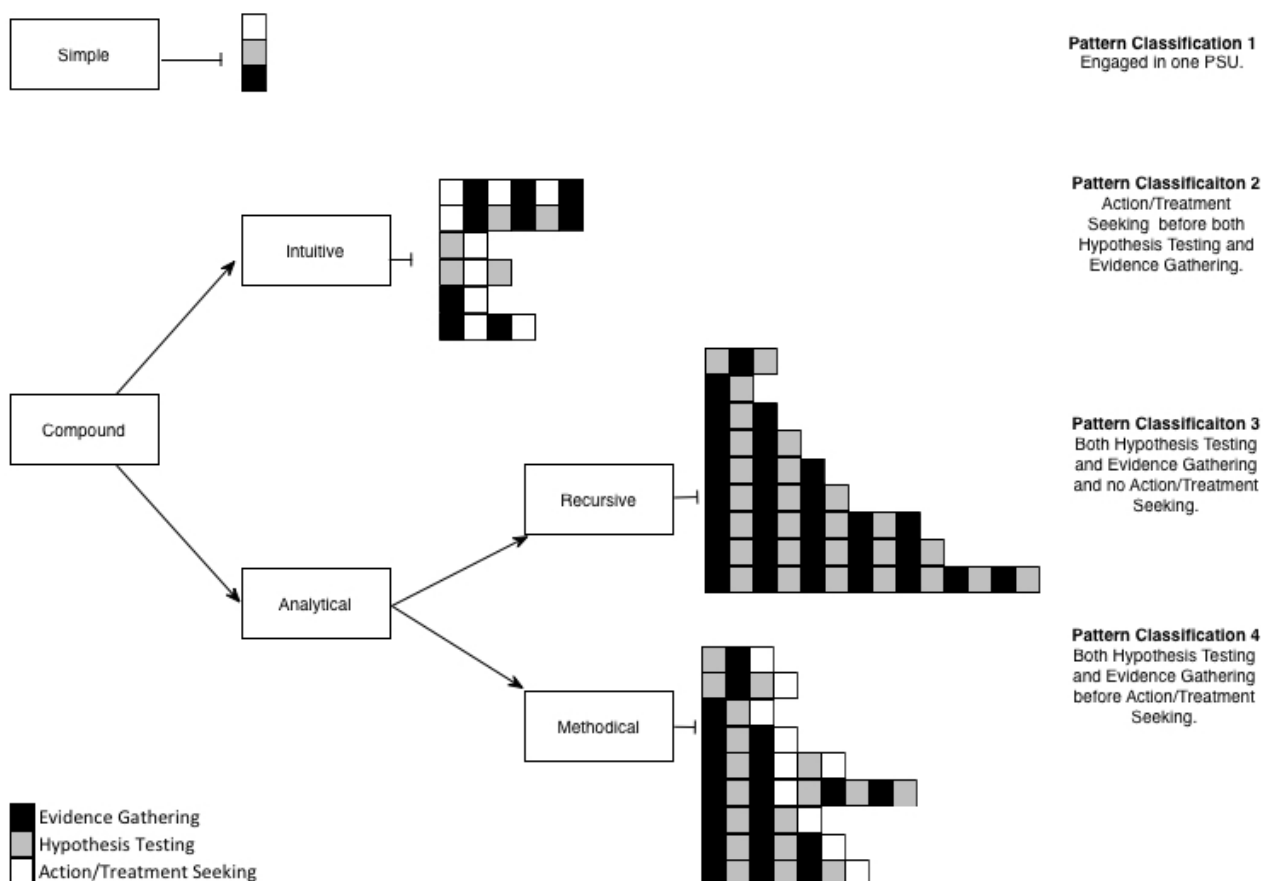 Simple
Pattern Classification 1
Engaged in one PSU.
Intuitive
Pattern Classificaiton 2
Action/Treatment
Seeking before both
Hypothesis Testing and
Evidence Gathering.
Compound
Recursive
Pattern Classificaiton 3
Both Hypothesis Testing
and Evidence Gathering
and no Action/Treatment
Seeking.
Analytical
Methodical
Pattern Classification 4
Both Hypothesis Testing
and Evidence Gathering
before Action/Treatment
Seeking.
Evidence Gathering
Hypothesis Testing
Action/Treatment Seeking